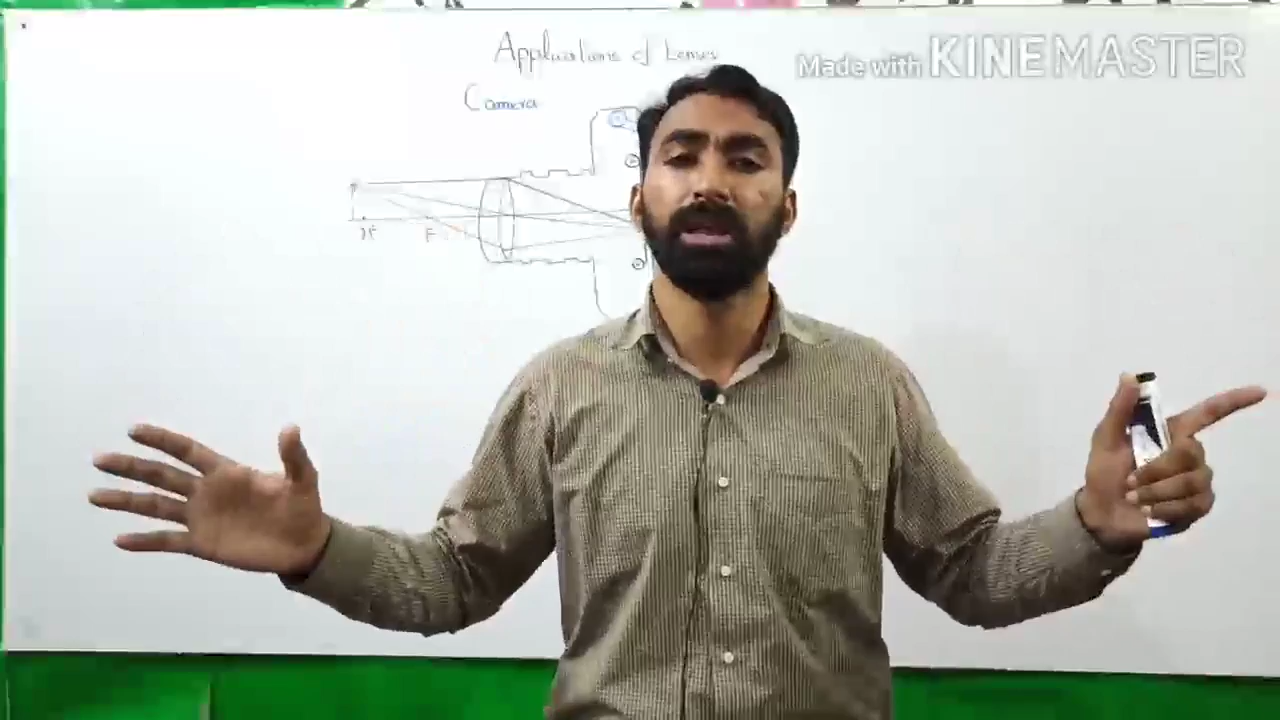 Applications of Lenses
Made with KINEMASTER
Camera
2F
F